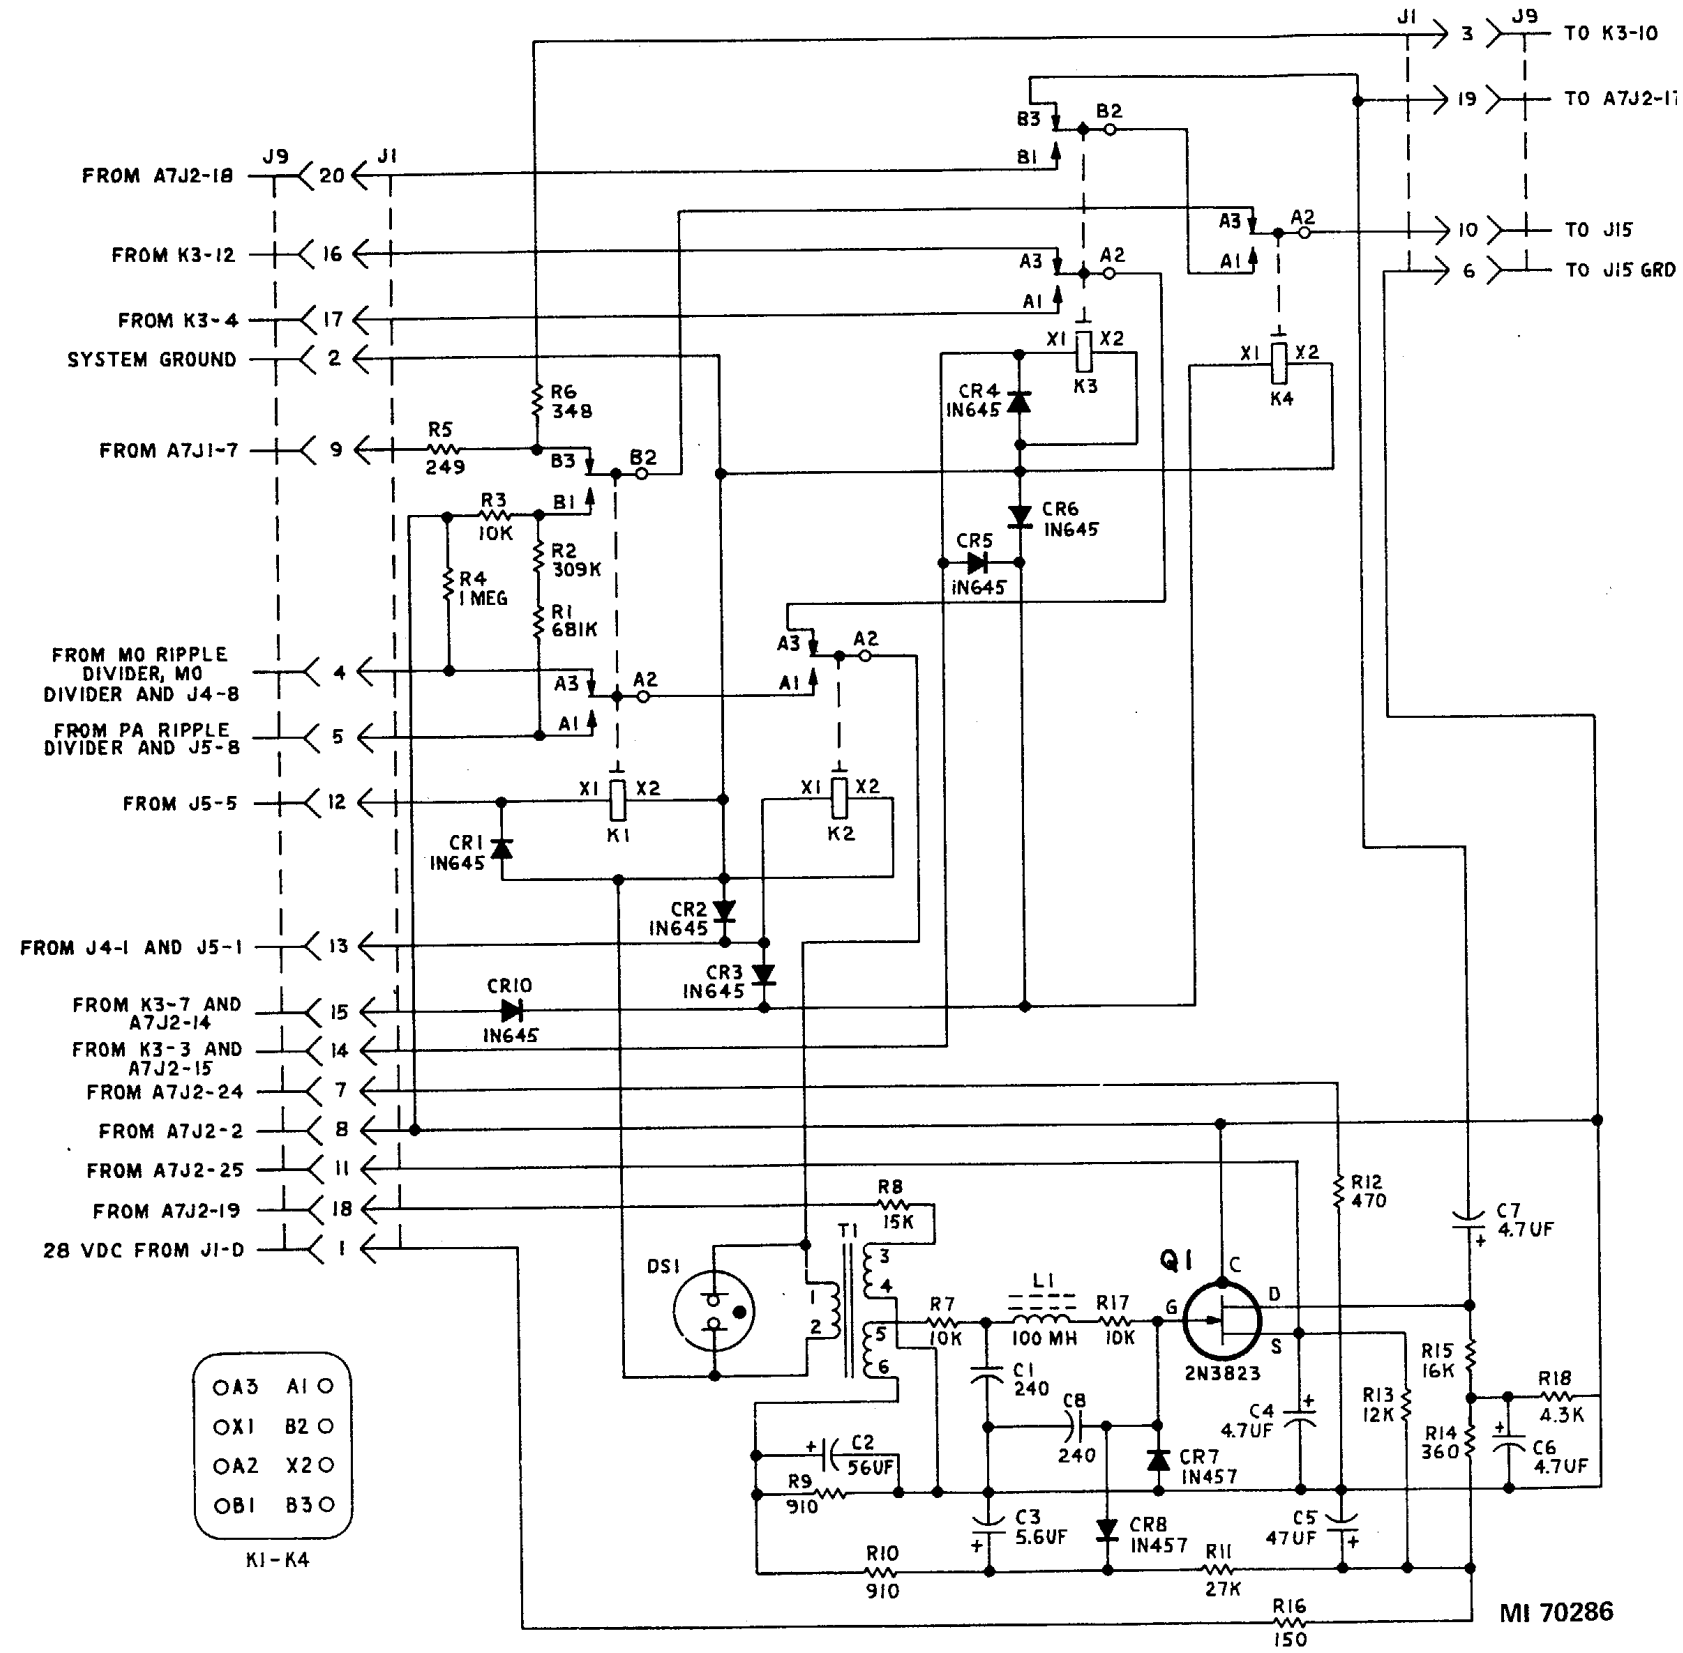 J1 3 J9 TO K3-10
19 TO A7J2-17
B3 B2
B1
J9 J1
FROM A7J2-18 20
A3 A2 10 TO J15
FROM K3-12 16 A3 A2 A1 6 TO J15 GRD
A1
FROM K3-4 17
X1 X2 X1 X2
SYSTEM GROUND 2
K3 K4
R6
348
CR4
1N645
R5
FROM A7J1-7 9
249
B3 B2
R3 B1
10K
CR6
1N645
CR5
1N645
R2
309K
R4
1 MEG
R1
681K
FROM MO RIPPLE
DIVIDER, MO
DIVIDER AND J4-8
4
A3 A2
A3 A2
A1
FROM PA RIPPLE
DIVIDER AND J5-8
5
A1
FROM J5-5 12
X1 X2
K1
X1 X2
K2
CR1
1N645
CR2
1N645
FROM J4-1 AND J5-1 13
CR3
1N645
CR10
1N645
FROM K3-7 AND
A7J2-14
15
FROM K3-3 AND
A7J2-15
14
FROM A7J2-24 7
FROM A7J2-2 8
FROM A7J2-25 11
R12
470
FROM A7J2-19 18
R8
15K
C7
4.7UF
+
28 VDC FROM J1-D 1
DS1
T1
1
2
3
4
5
6
R7
10K
L1
100 MH
R17
10K
Q1
C
G
D
S
2N3823
C1
240
C8
240
CR7
1N457
C4
4.7UF
+
R13
12K
R15
16K
R18
4.3K
R14
360
+
C6
4.7UF
+
C2
56UF
R9
910
C3
5.6UF
+
CR8
1N457
C5
47UF
+
R10
910
R11
27K
R16
150
A3 A1
X1 B2
A2 X2
B1 B3
K1-K4
MI 70286